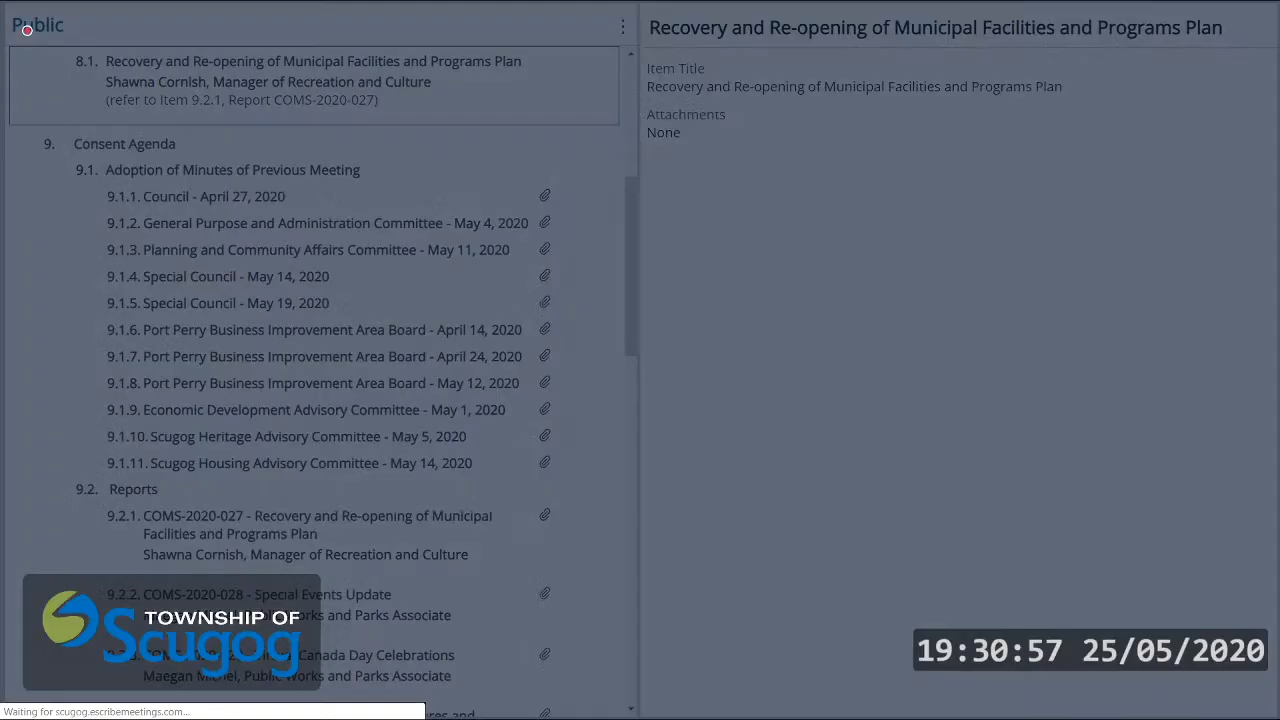 Public
8.1. Recovery and Re-opening of Municipal Facilities and Programs Plan
Shawna Cornish, Manager of Recreation and Culture
(refer to Item 9.2.1, Report COMS-2020-027)
9. Consent Agenda
9.1. Adoption of Minutes of Previous Meeting
9.1.1. Council - April 27, 2020
9.1.2. General Purpose and Administration Committee - May 4, 2020
9.1.3. Planning and Community Affairs Committee - May 11, 2020
9.1.4. Special Council - May 14, 2020
9.1.5. Special Council - May 19, 2020
9.1.6. Port Perry Business Improvement Area Board - April 14, 2020
9.1.7. Port Perry Business Improvement Area Board - April 24, 2020
9.1.8. Port Perry Business Improvement Area Board - May 12, 2020
9.1.9. Economic Development Advisory Committee - May 1, 2020
9.1.10. Scugog Heritage Advisory Committee - May 5, 2020
9.1.11. Scugog Housing Advisory Committee - May 14, 2020
9.2. Reports
9.2.1. COMS-2020-027 - Recovery and Re-opening of Municipal
Facilities and Programs Plan
Shawna Cornish, Manager of Recreation and Culture
9.2.2. COMS-2020-028 - Special Events Update
Works and Parks Associate
Canada Day Celebrations
Maegan Michel, Public Works and Parks Associate
Recovery and Re-opening of Municipal Facilities and Programs Plan
Item Title
Recovery and Re-opening of Municipal Facilities and Programs Plan
Attachments
None
TOWNSHIP OF
Scugog
19:30:57 25/05/2020
Waiting for scugog.escribemeetings.com...